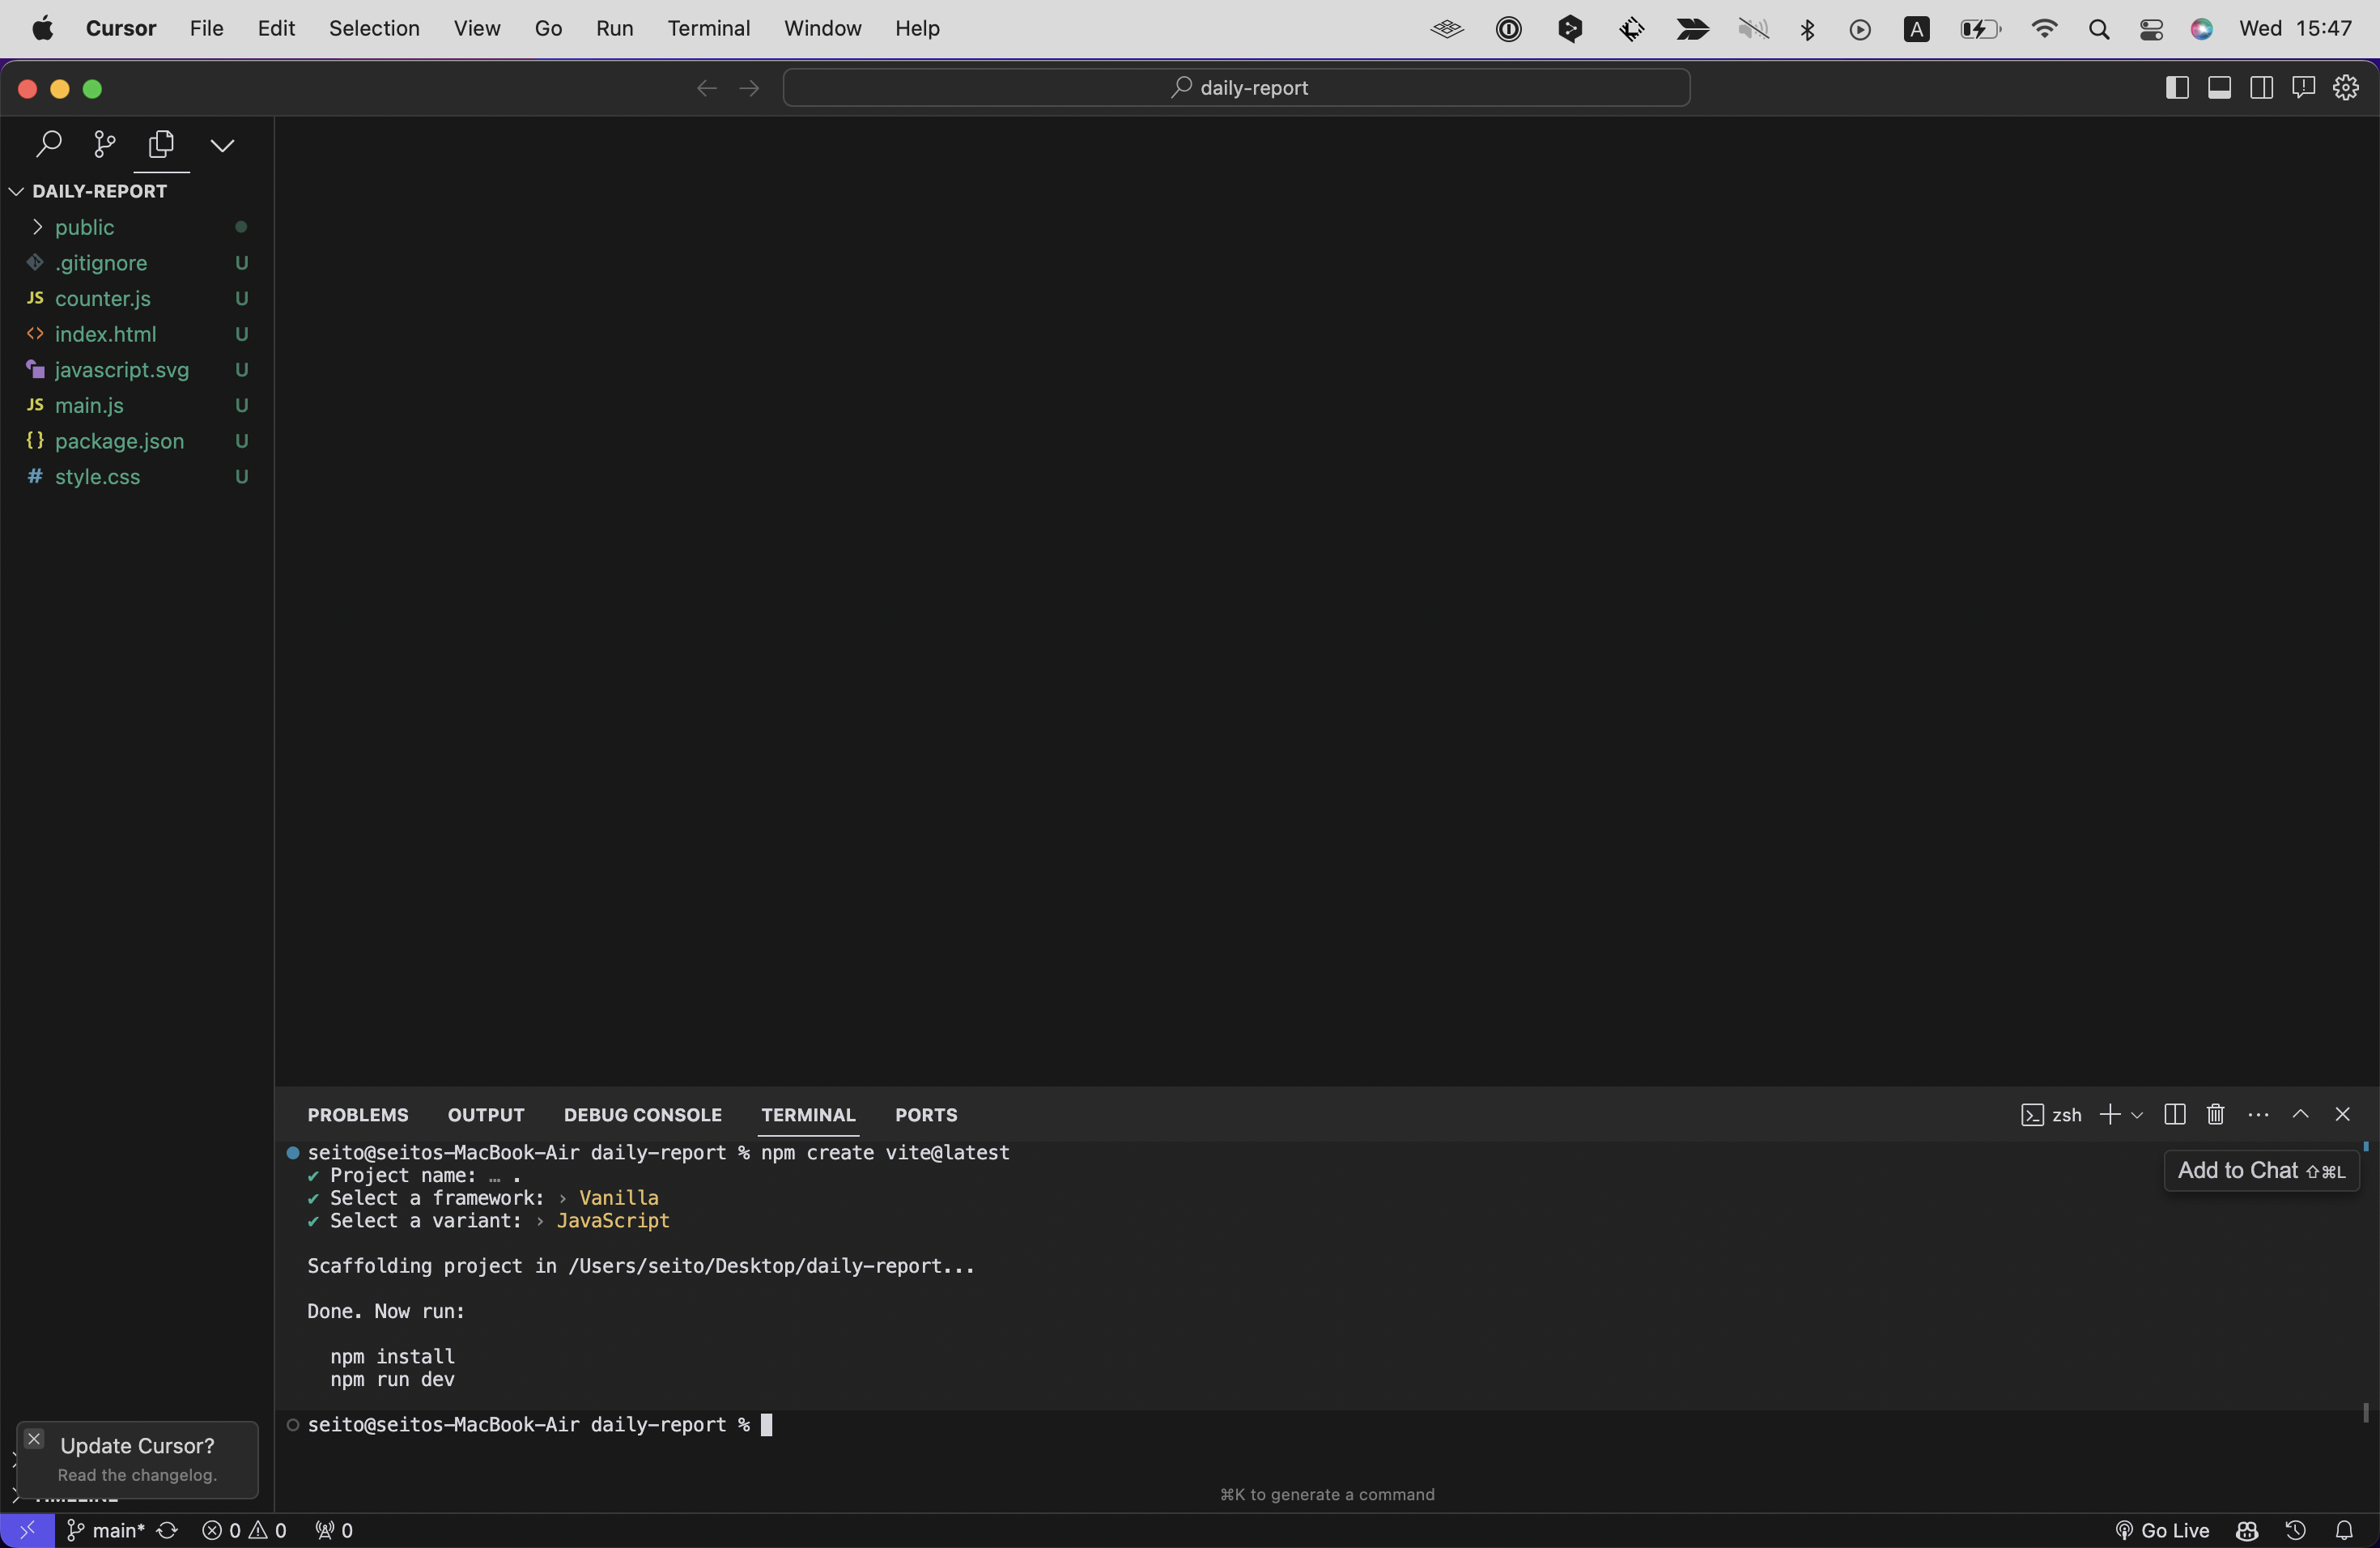 Cursor File Edit Selection View Go Run Terminal Window Help
A
Wed 15:47
daily-report
DAILY-REPORT
public
.gitignore U
JS counter.js U
index.html U
javascript.svg U
JS main.js U
{} package.json U
# style.css U
PROBLEMS OUTPUT DEBUG CONSOLE TERMINAL PORTS
zsh
seito@seitos-MacBook-Air daily-report % npm create vite@latest
✔ Project name: … .
✔ Select a framework: › Vanilla
✔ Select a variant: › JavaScript
Add to Chat ⇧⌘L
Scaffolding project in /Users/seito/Desktop/daily-report...
Done. Now run:
npm install
npm run dev
seito@seitos-MacBook-Air daily-report %
Update Cursor?
Read the changelog.
TIMELINE
⌘K to generate a command
main* 0 0 0
Go Live